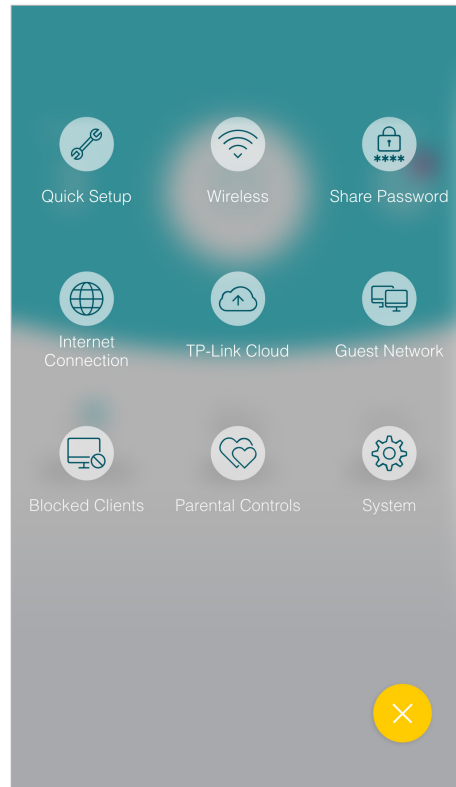 Quick Setup
Wireless
Share Password
Internet
Connection
TP-Link Cloud
Guest Network
Blocked Clients
Parental Controls
System